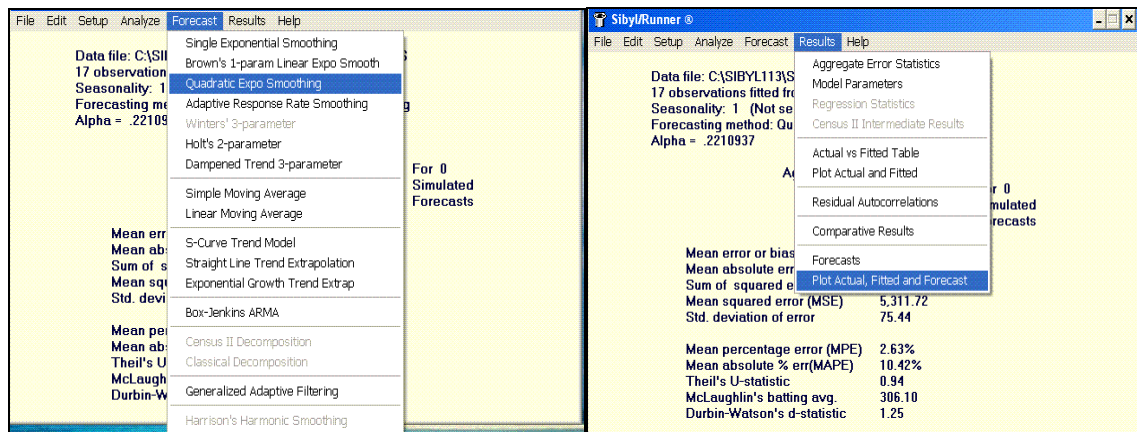 File Edit Setup Analyze Forecast Results Help
Data file: C:\SI
17 observation
Seasonality: 1
Forecasting me
Alpha = .2210
Single Exponential Smoothing
Brown's 1-param Linear Expo Smooth
Quadratic Expo Smoothing
Adaptive Response Rate Smoothing
Winters' 3-parameter
Holt's 2-parameter
Dampened Trend 3-parameter
Simple Moving Average
Linear Moving Average
S-Curve Trend Model
Straight Line Trend Extrapolation
Exponential Growth Trend Extrap
Box-Jenkins ARMA
Census II Decomposition
Classical Decomposition
Generalized Adaptive Filtering
Harrison's Harmonic Smoothing
For 0
Simulated
Forecasts
Mean err
Mean ab
Sum of s
Mean sq
Std. devi
Mean pe
Mean ab
Theil's U
McLaugh
Durbin-W
Sibyl/Runner ®
File Edit Setup Analyze Forecast Results Help
Data file: C:\SIBYL113\S
17 observations fitted fr
Seasonality: 1 (Not se
Forecasting method: Qu
Alpha = .2210937
Aggregate Error Statistics
Model Parameters
Regression Statistics
Census II Intermediate Results
Actual vs Fitted Table
Plot Actual and Fitted
Residual Autocorrelations
Comparative Results
Forecasts
Plot Actual, Fitted and Forecast
r 0
mulated
recasts
Mean error or bias
Mean absolute err
Sum of squared e
Mean squared error (MSE) 5,311.72
Std. deviation of error 75.44
Mean percentage error (MPE) 2.63%
Mean absolute % err(MAPE) 10.42%
Theil's U-statistic 0.94
McLaughlin's batting avg. 306.10
Durbin-Watson's d-statistic 1.25